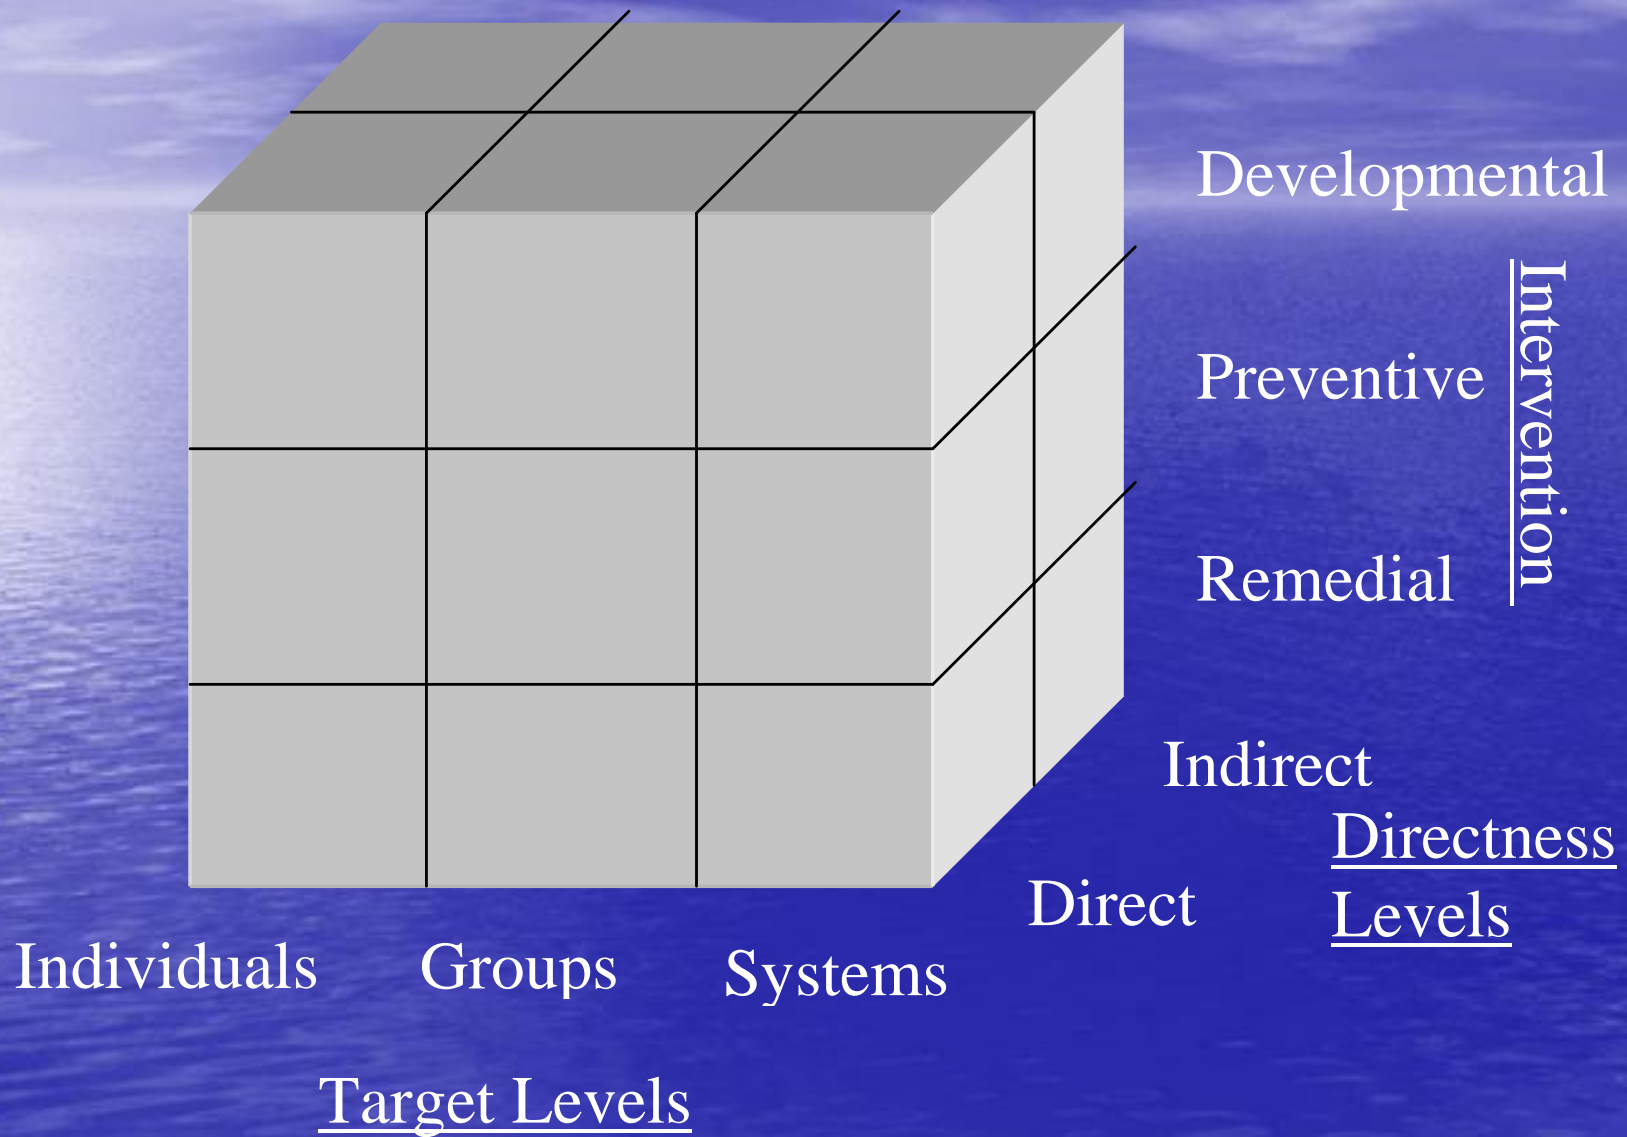 Developmental
Intervention
Preventive
Remedial
Indirect
Directness
Levels
Direct
Individuals
Groups
Systems
Target Levels